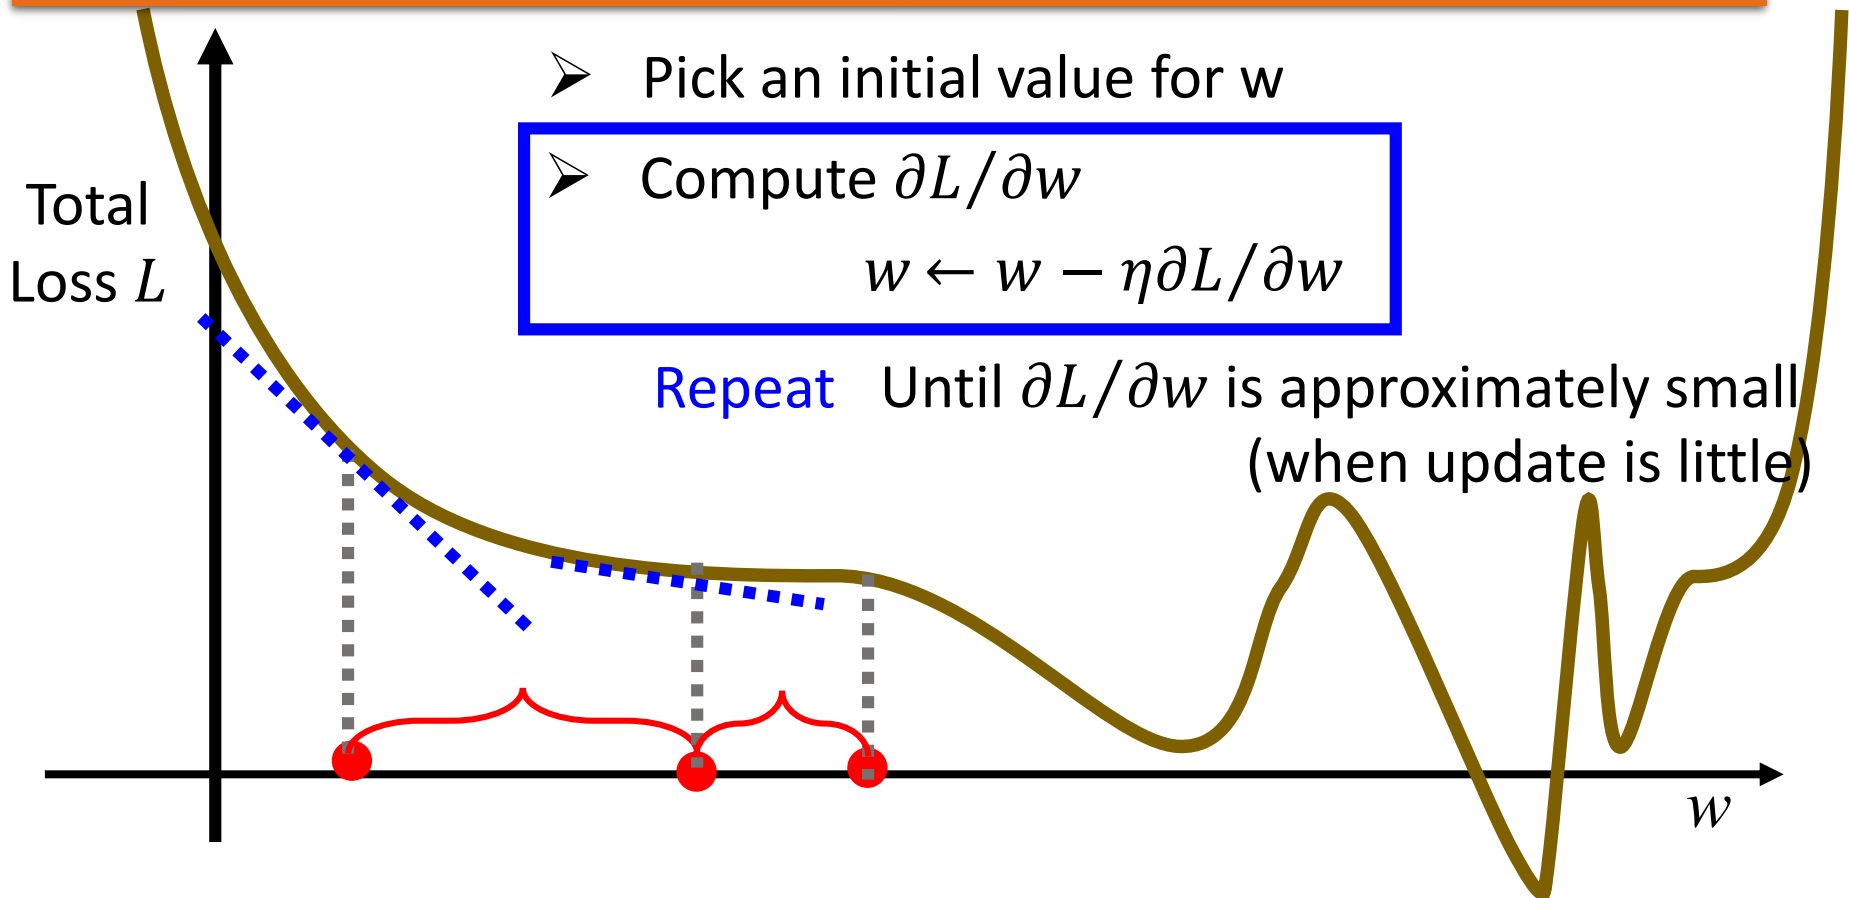 ➢ Pick an initial value for w
➢ Compute ∂L/∂w
w ← w − η∂L/∂w
Total
Loss L
Repeat Until ∂L/∂w is approximately small
(when update is little)
w